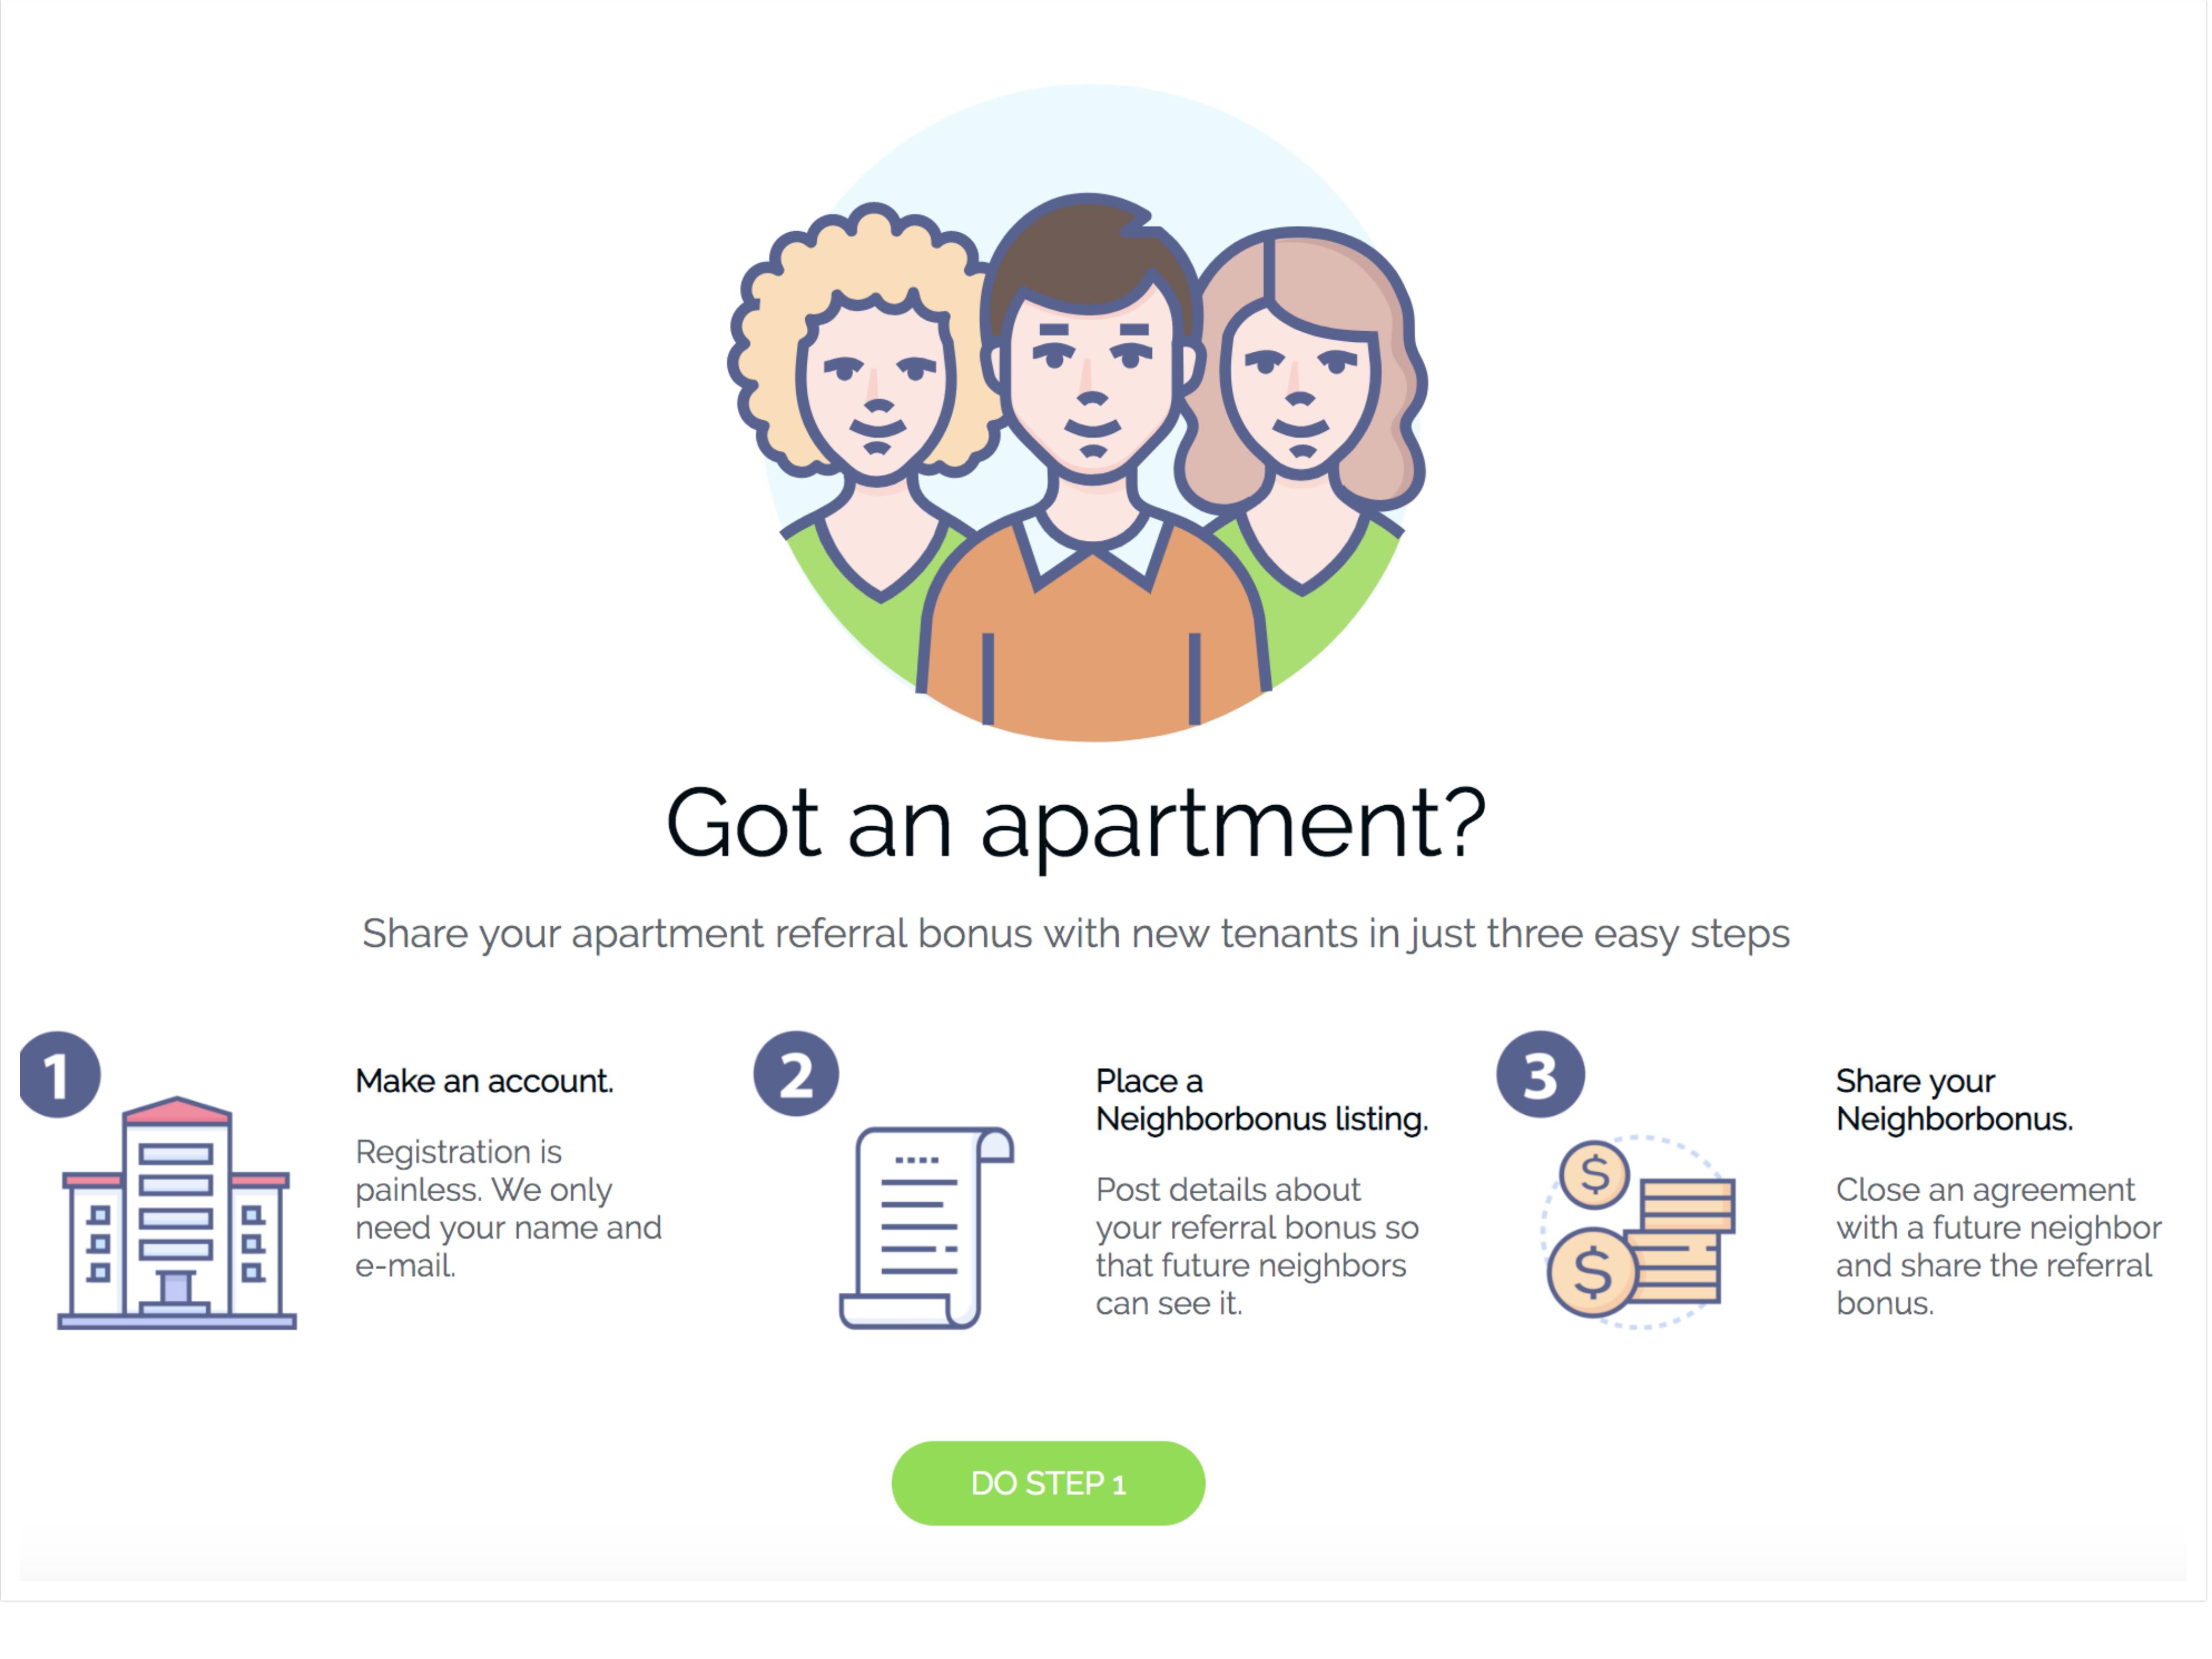 Got an apartment?
Share your apartment referral bonus with new tenants in just three easy steps
1
Make an account.
Registration is
painless. We only
need your name and
e-mail.
2
Place a
Neighborbonus listing.
Post details about
your referral bonus so
that future neighbors
can see it.
3
$
$
Share your
Neighborbonus.
Close an agreement
with a future neighbor
and share the referral
bonus.
DO STEP 1